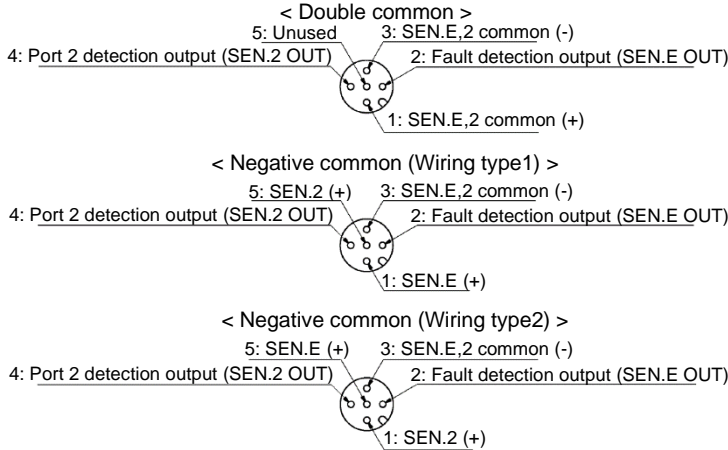 < Double common >
5: Unused
3: SEN.E,2 common (-)
4: Port 2 detection output (SEN.2 OUT)
2: Fault detection output (SEN.E OUT)
1: SEN.E,2 common (+)
< Negative common (Wiring type1) >
5: SEN.2 (+)
3: SEN.E,2 common (-)
4: Port 2 detection output (SEN.2 OUT)
2: Fault detection output (SEN.E OUT)
1: SEN.E (+)
< Negative common (Wiring type2) >
5: SEN.E (+)
3: SEN.E,2 common (-)
4: Port 2 detection output (SEN.2 OUT)
2: Fault detection output (SEN.E OUT)
1: SEN.2 (+)